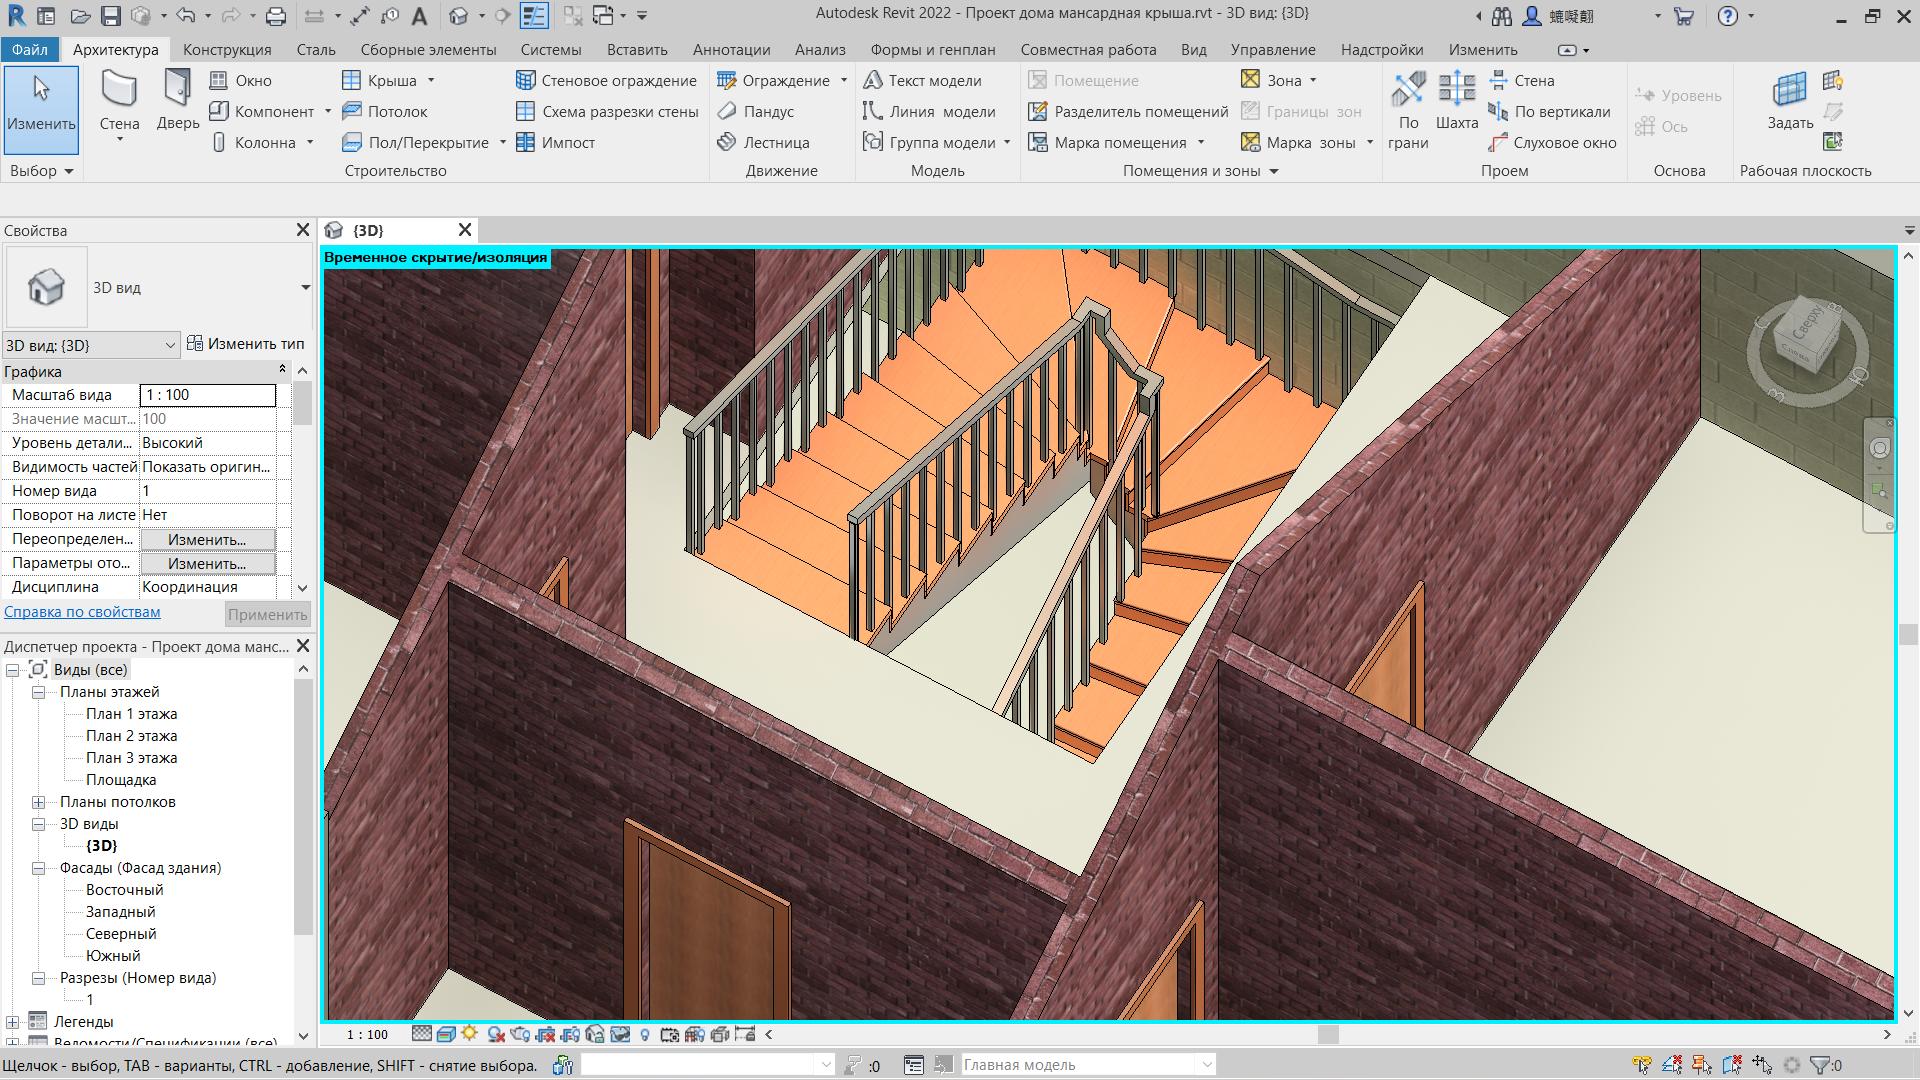 Autodesk Revit 2022 - Проект дома мансардная крыша.rvt - 3D вид: {3D}
Файл Архитектура Конструкция Сталь Сборные элементы Системы Вставить Аннотации Анализ Формы и генплан Совместная работа Вид Управление Надстройки Изменить
Изменить
Выбор
Стена
Дверь
Окно
Компонент
Колонна
Крыша
Потолок
Пол/Перекрытие
Стеновое ограждение
Схема разрезки стены
Импост
Строительство
Ограждение
Пандус
Лестница
Движение
Текст модели
Линия модели
Группа модели
Модель
Помещение
Разделитель помещений
Марка помещения
Зона
Границы зон
Марка зоны
Помещения и зоны
По грани
Шахта
Стена
По вертикали
Слуховое окно
Проем
Уровень
Ось
Основа
Задать
Рабочая плоскость
Свойства
3D вид
3D вид: {3D}
Изменить тип
Графика
Масштаб вида 1 : 100
Значение масшт... 100
Уровень детали... Высокий
Видимость частей Показать оригин...
Номер вида 1
Поворот на листе Нет
Переопределен... Изменить...
Параметры ото... Изменить...
Дисциплина Координация
Справка по свойствам
Применить
Диспетчер проекта - Проект дома манс...
Виды (все)
Планы этажей
План 1 этажа
План 2 этажа
План 3 этажа
Площадка
Планы потолков
3D виды
{3D}
Фасады (Фасад здания)
Восточный
Западный
Северный
Южный
Разрезы (Номер вида)
1
Легенды
Ведомости/Спецификации (все)
{3D}
Временное скрытие/изоляция
Сверху
1 : 100
Щелчок - выбор, TAB - варианты, CTRL - добавление, SHIFT - снятие выбора.
:0
Главная модель
:0